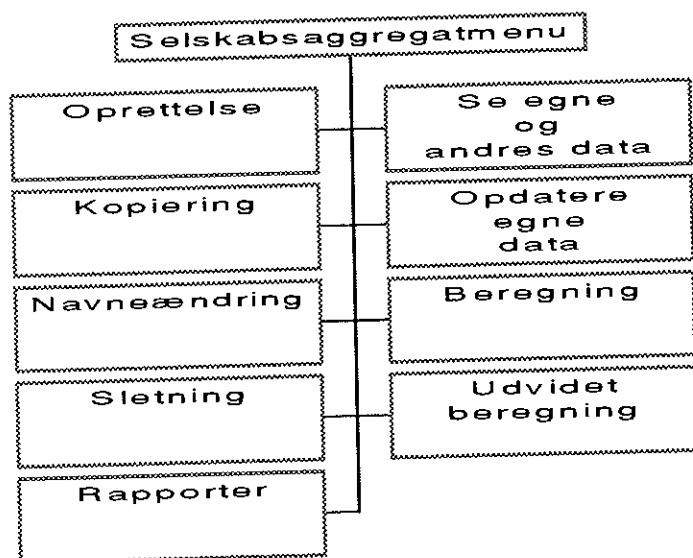 Selskabsaggregatmenu
Oprettelse
Se egne
og
andres data
Kopiering
Opdatere
egne
data
Navneændring
Beregning
Sletning
Udvidet
beregning
Rapporter